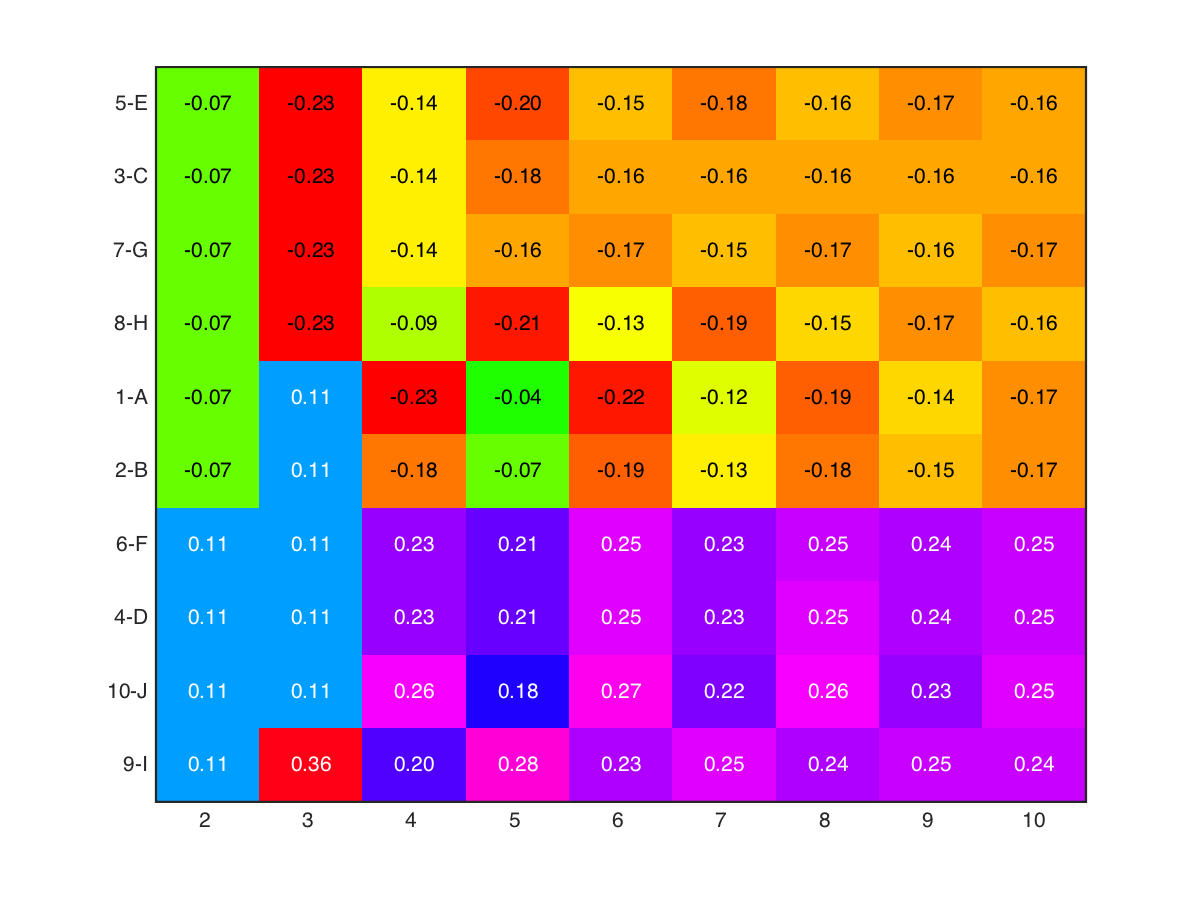 5-E -0.07 -0.23 -0.14 -0.20 -0.15 -0.18 -0.16 -0.17 -0.16
3-C -0.07 -0.23 -0.14 -0.18 -0.16 -0.16 -0.16 -0.16 -0.16
7-G -0.07 -0.23 -0.14 -0.16 -0.17 -0.15 -0.17 -0.16 -0.17
8-H -0.07 -0.23 -0.09 -0.21 -0.13 -0.19 -0.15 -0.17 -0.16
1-A -0.07 0.11 -0.23 -0.04 -0.22 -0.12 -0.19 -0.14 -0.17
2-B -0.07 0.11 -0.18 -0.07 -0.19 -0.13 -0.18 -0.15 -0.17
6-F 0.11 0.11 0.23 0.21 0.25 0.23 0.25 0.24 0.25
4-D 0.11 0.11 0.23 0.21 0.25 0.23 0.25 0.24 0.25
10-J 0.11 0.11 0.26 0.18 0.27 0.22 0.26 0.23 0.25
9-I 0.11 0.36 0.20 0.28 0.23 0.25 0.24 0.25 0.24
2 3 4 5 6 7 8 9 10